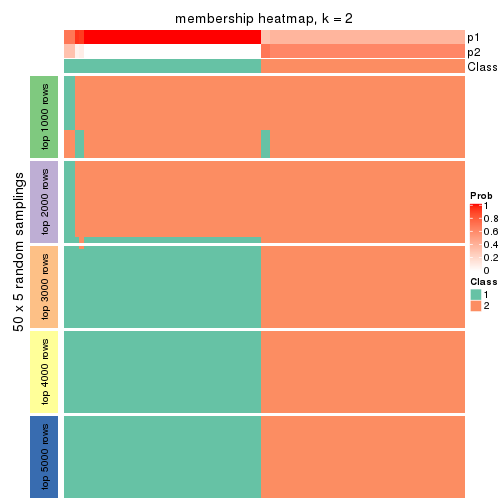 membership heatmap, k = 2
p1
p2
Class
50 x 5 random samplings
top 1000 rows
top 2000 rows
top 3000 rows
top 4000 rows
top 5000 rows
Prob
1
0.8
0.6
0.4
0.2
0
Class
1
2